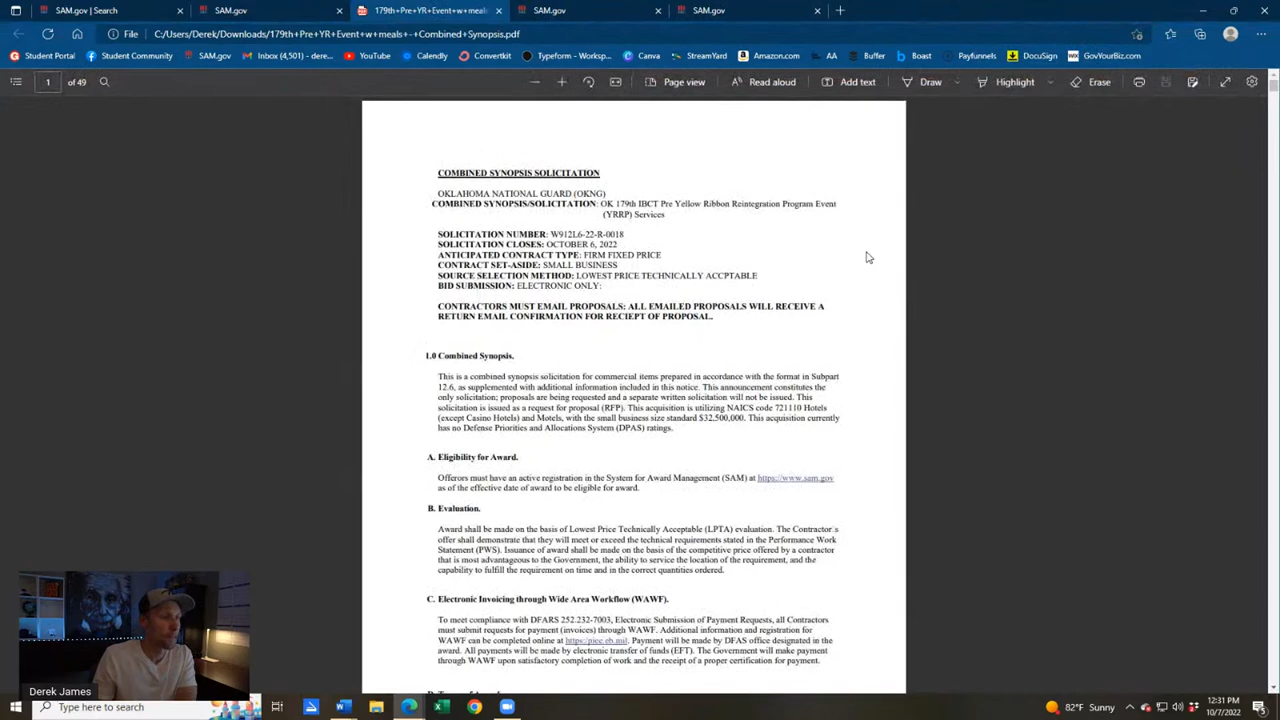 SAM.gov | Search
SAM.gov
179th+Pre+YR+Event+w+meals
SAM.gov
SAM.gov
File
C:/Users/Derek/Downloads/179th+Pre+YR+Event+w+meals+-+Combined+Synopsis.pdf
Student Portal
Student Community
SAM.gov
Inbox (4,501) - dere...
YouTube
Calendly
Convertkit
Typeform - Worksp...
Canva
StreamYard
Amazon.com
AA
Buffer
Boast
Payfunnels
DocuSign
GovYourBiz.com
1 of 49
Page view
Read aloud
Add text
Draw
Highlight
Erase
COMBINED SYNOPSIS SOLICITATION
OKLAHOMA NATIONAL GUARD (OKNG)
COMBINED SYNOPSIS/SOLICITATION: OK 179th IBCT Pre Yellow Ribbon Reintegration Program Event
(YRRP) Services
SOLICITATION NUMBER: W912L6-22-R-0018
SOLICITATION CLOSES: OCTOBER 6, 2022
ANTICIPATED CONTRACT TYPE: FIRM FIXED PRICE
CONTRACT SET-ASIDE: SMALL BUSINESS
SOURCE SELECTION METHOD: LOWEST PRICE TECHNICALLY ACCPTABLE
BID SUBMISSION: ELECTRONIC ONLY:
CONTRACTORS MUST EMAIL PROPOSALS: ALL EMAILED PROPOSALS WILL RECEIVE A
RETURN EMAIL CONFIRMATION FOR RECIEPT OF PROPOSAL.
1.0 Combined Synopsis.
This is a combined synopsis solicitation for commercial items prepared in accordance with the format in Subpart
12.6, as supplemented with additional information included in this notice. This announcement constitutes the
only solicitation; proposals are being requested and a separate written solicitation will not be issued. This
solicitation is issued as a request for proposal (RFP). This acquisition is utilizing NAICS code 721110 Hotels
(except Casino Hotels) and Motels, with the small business size standard $32,500,000. This acquisition currently
has no Defense Priorities and Allocations System (DPAS) ratings.
A. Eligibility for Award.
Offerors must have an active registration in the System for Award Management (SAM) at https://www.sam.gov
as of the effective date of award to be eligible for award.
B. Evaluation.
Award shall be made on the basis of Lowest Price Technically Acceptable (LPTA) evaluation. The Contractor's
offer shall demonstrate that they will meet or exceed the technical requirements stated in the Performance Work
Statement (PWS). Issuance of award shall be made on the basis of the competitive price offered by a contractor
that is most advantageous to the Government, the ability to service the location of the requirement, and the
capability to fulfill the requirement on time and in the correct quantities ordered.
C. Electronic Invoicing through Wide Area Workflow (WAWF).
To meet compliance with DFARS 252.232-7003, Electronic Submission of Payment Requests, all Contractors
must submit requests for payment (invoices) through WAWF. Additional information and registration for
WAWF can be completed online at https:/piee.eb.mil. Payment will be made by DFAS office designated in the
award. All payments will be made by electronic transfer of funds (EFT). The Government will make payment
through WAWF upon satisfactory completion of work and the receipt of a proper certification for payment.
Derek James
Type here to search
82°F Sunny
12:31 PM
10/7/2022